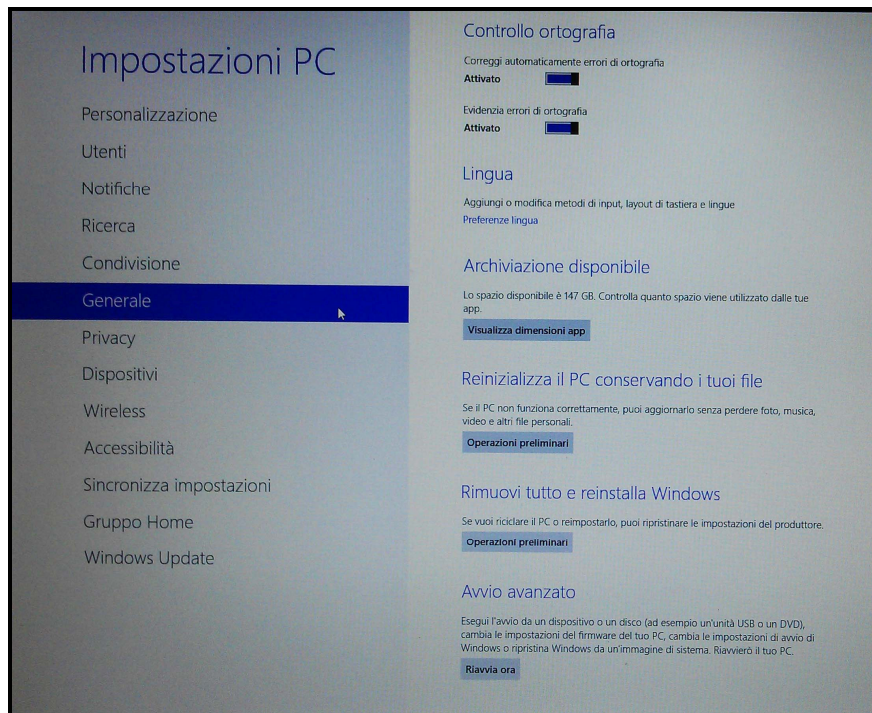 Impostazioni PC
Personalizzazione
Utenti
Notifiche
Ricerca
Condivisione
Generale
Privacy
Dispositivi
Wireless
Accessibilità
Sincronizza impostazioni
Gruppo Home
Windows Update
Controllo ortografia
Correggi automaticamente errori di ortografia
Attivato
Evidenzia errori di ortografia
Attivato
Lingua
Aggiungi o modifica metodi di input, layout di tastiera e lingue
Preferenze lingua
Archiviazione disponibile
Lo spazio disponibile è 147 GB. Controlla quanto spazio viene utilizzato dalle tue
app.
Visualizza dimensioni app
Reinizializza il PC conservando i tuoi file
Se il PC non funziona correttamente, puoi aggiornarlo senza perdere foto, musica,
video e altri file personali.
Operazioni preliminari
Rimuovi tutto e reinstalla Windows
Se vuoi riciclare il PC o reimpostarlo, puoi ripristinare le impostazioni del produttore.
Operazioni preliminari
Avvio avanzato
Esegui l'avvio da un dispositivo o un disco (ad esempio un'unità USB o un DVD),
cambia le impostazioni del firmware del tuo PC, cambia le impostazioni di avvio di
Windows o ripristina Windows da un'immagine di sistema. Riavvierò il tuo PC.
Riavvia ora